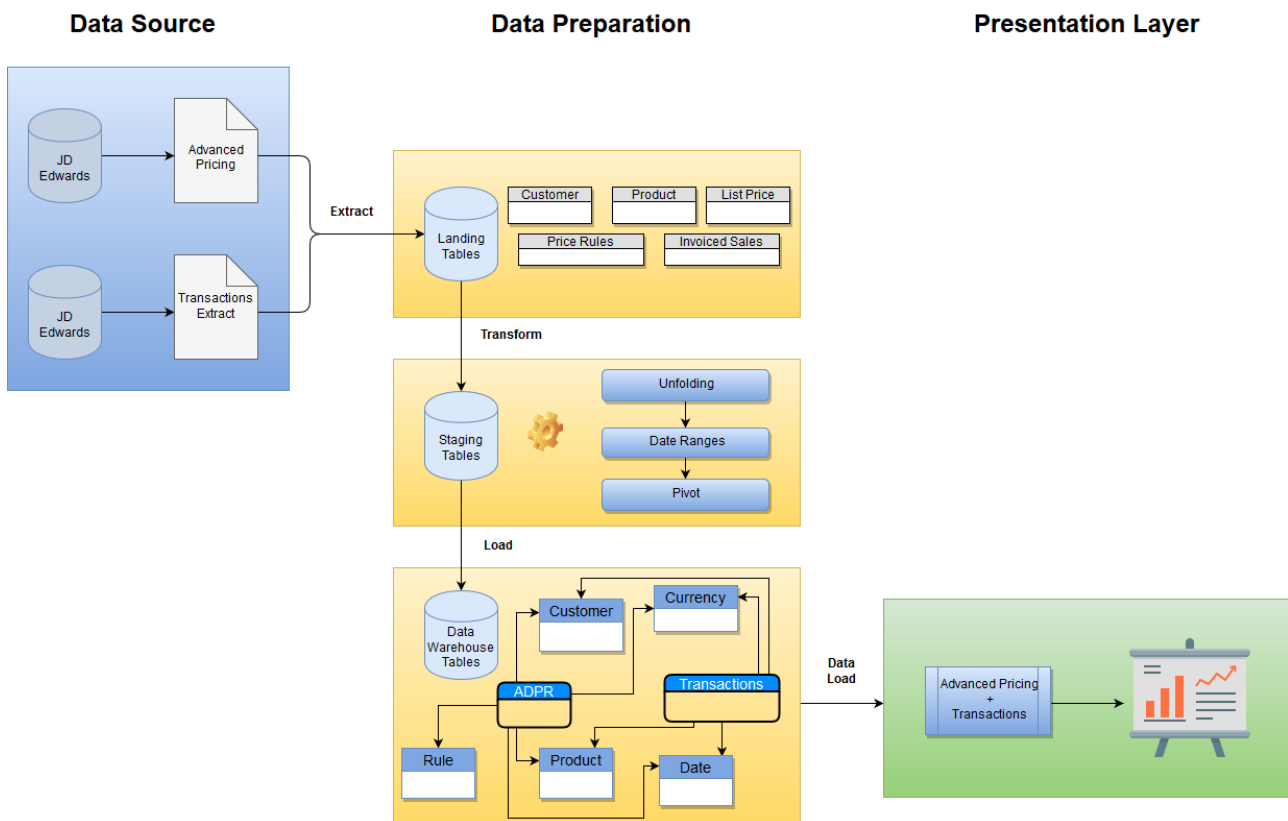 Data Source
Data Preparation
Presentation Layer
JD
Edwards
Advanced
Pricing
JD
Edwards
Transactions
Extract
Extract
Landing
Tables
Customer
Product
List Price
Price Rules
Invoiced Sales
Transform
Staging
Tables
Unfolding
Date Ranges
Pivot
Load
Data
Warehouse
Tables
Customer
Currency
ADPR
Transactions
Rule
Product
Date
Data
Load
Advanced Pricing
+
Transactions